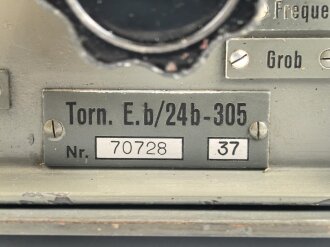 Freque
Grob
Torn. E.b/24b-305
Nr. 70728 37